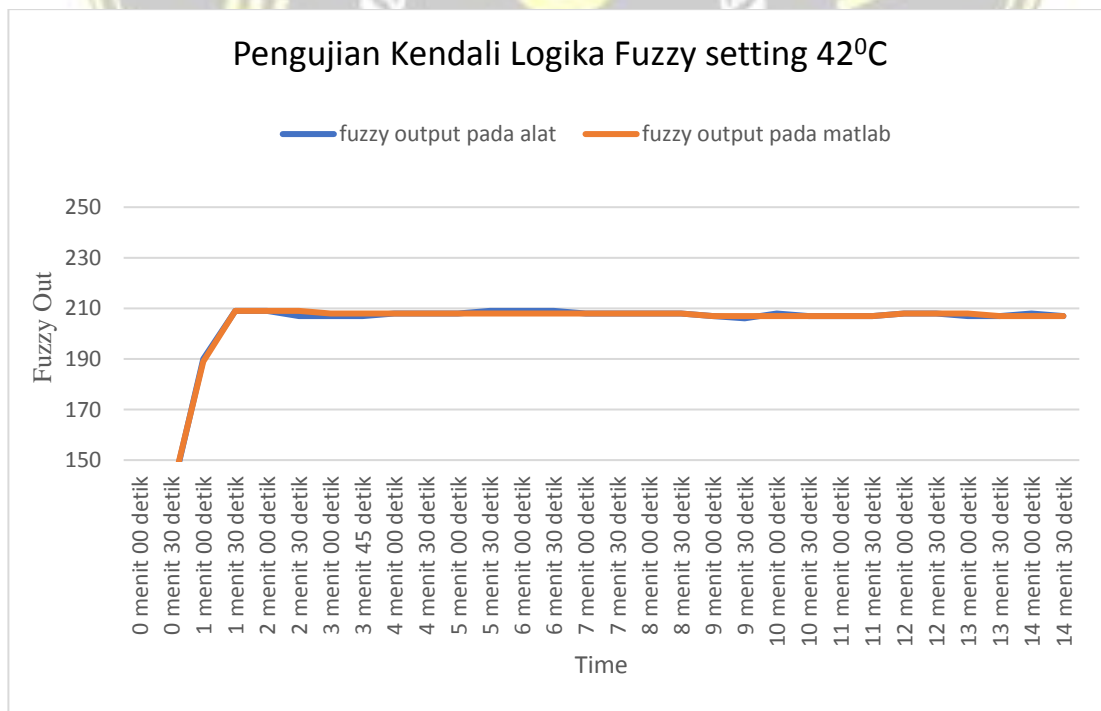 Pengujian Kendali Logika Fuzzy setting 42⁰C
fuzzy output pada alat
fuzzy output pada matlab
250
230
210
190
170
150
Fuzzy Out
0 menit 00 detik
0 menit 30 detik
1 menit 00 detik
1 menit 30 detik
2 menit 00 detik
2 menit 30 detik
3 menit 00 detik
3 menit 45 detik
4 menit 00 detik
4 menit 30 detik
5 menit 00 detik
5 menit 30 detik
6 menit 00 detik
6 menit 30 detik
7 menit 00 detik
7 menit 30 detik
8 menit 00 detik
8 menit 30 detik
9 menit 00 detik
9 menit 30 detik
10 menit 00 detik
10 menit 30 detik
11 menit 00 detik
11 menit 30 detik
12 menit 00 detik
12 menit 30 detik
13 menit 00 detik
13 menit 30 detik
14 menit 00 detik
14 menit 30 detik
Time